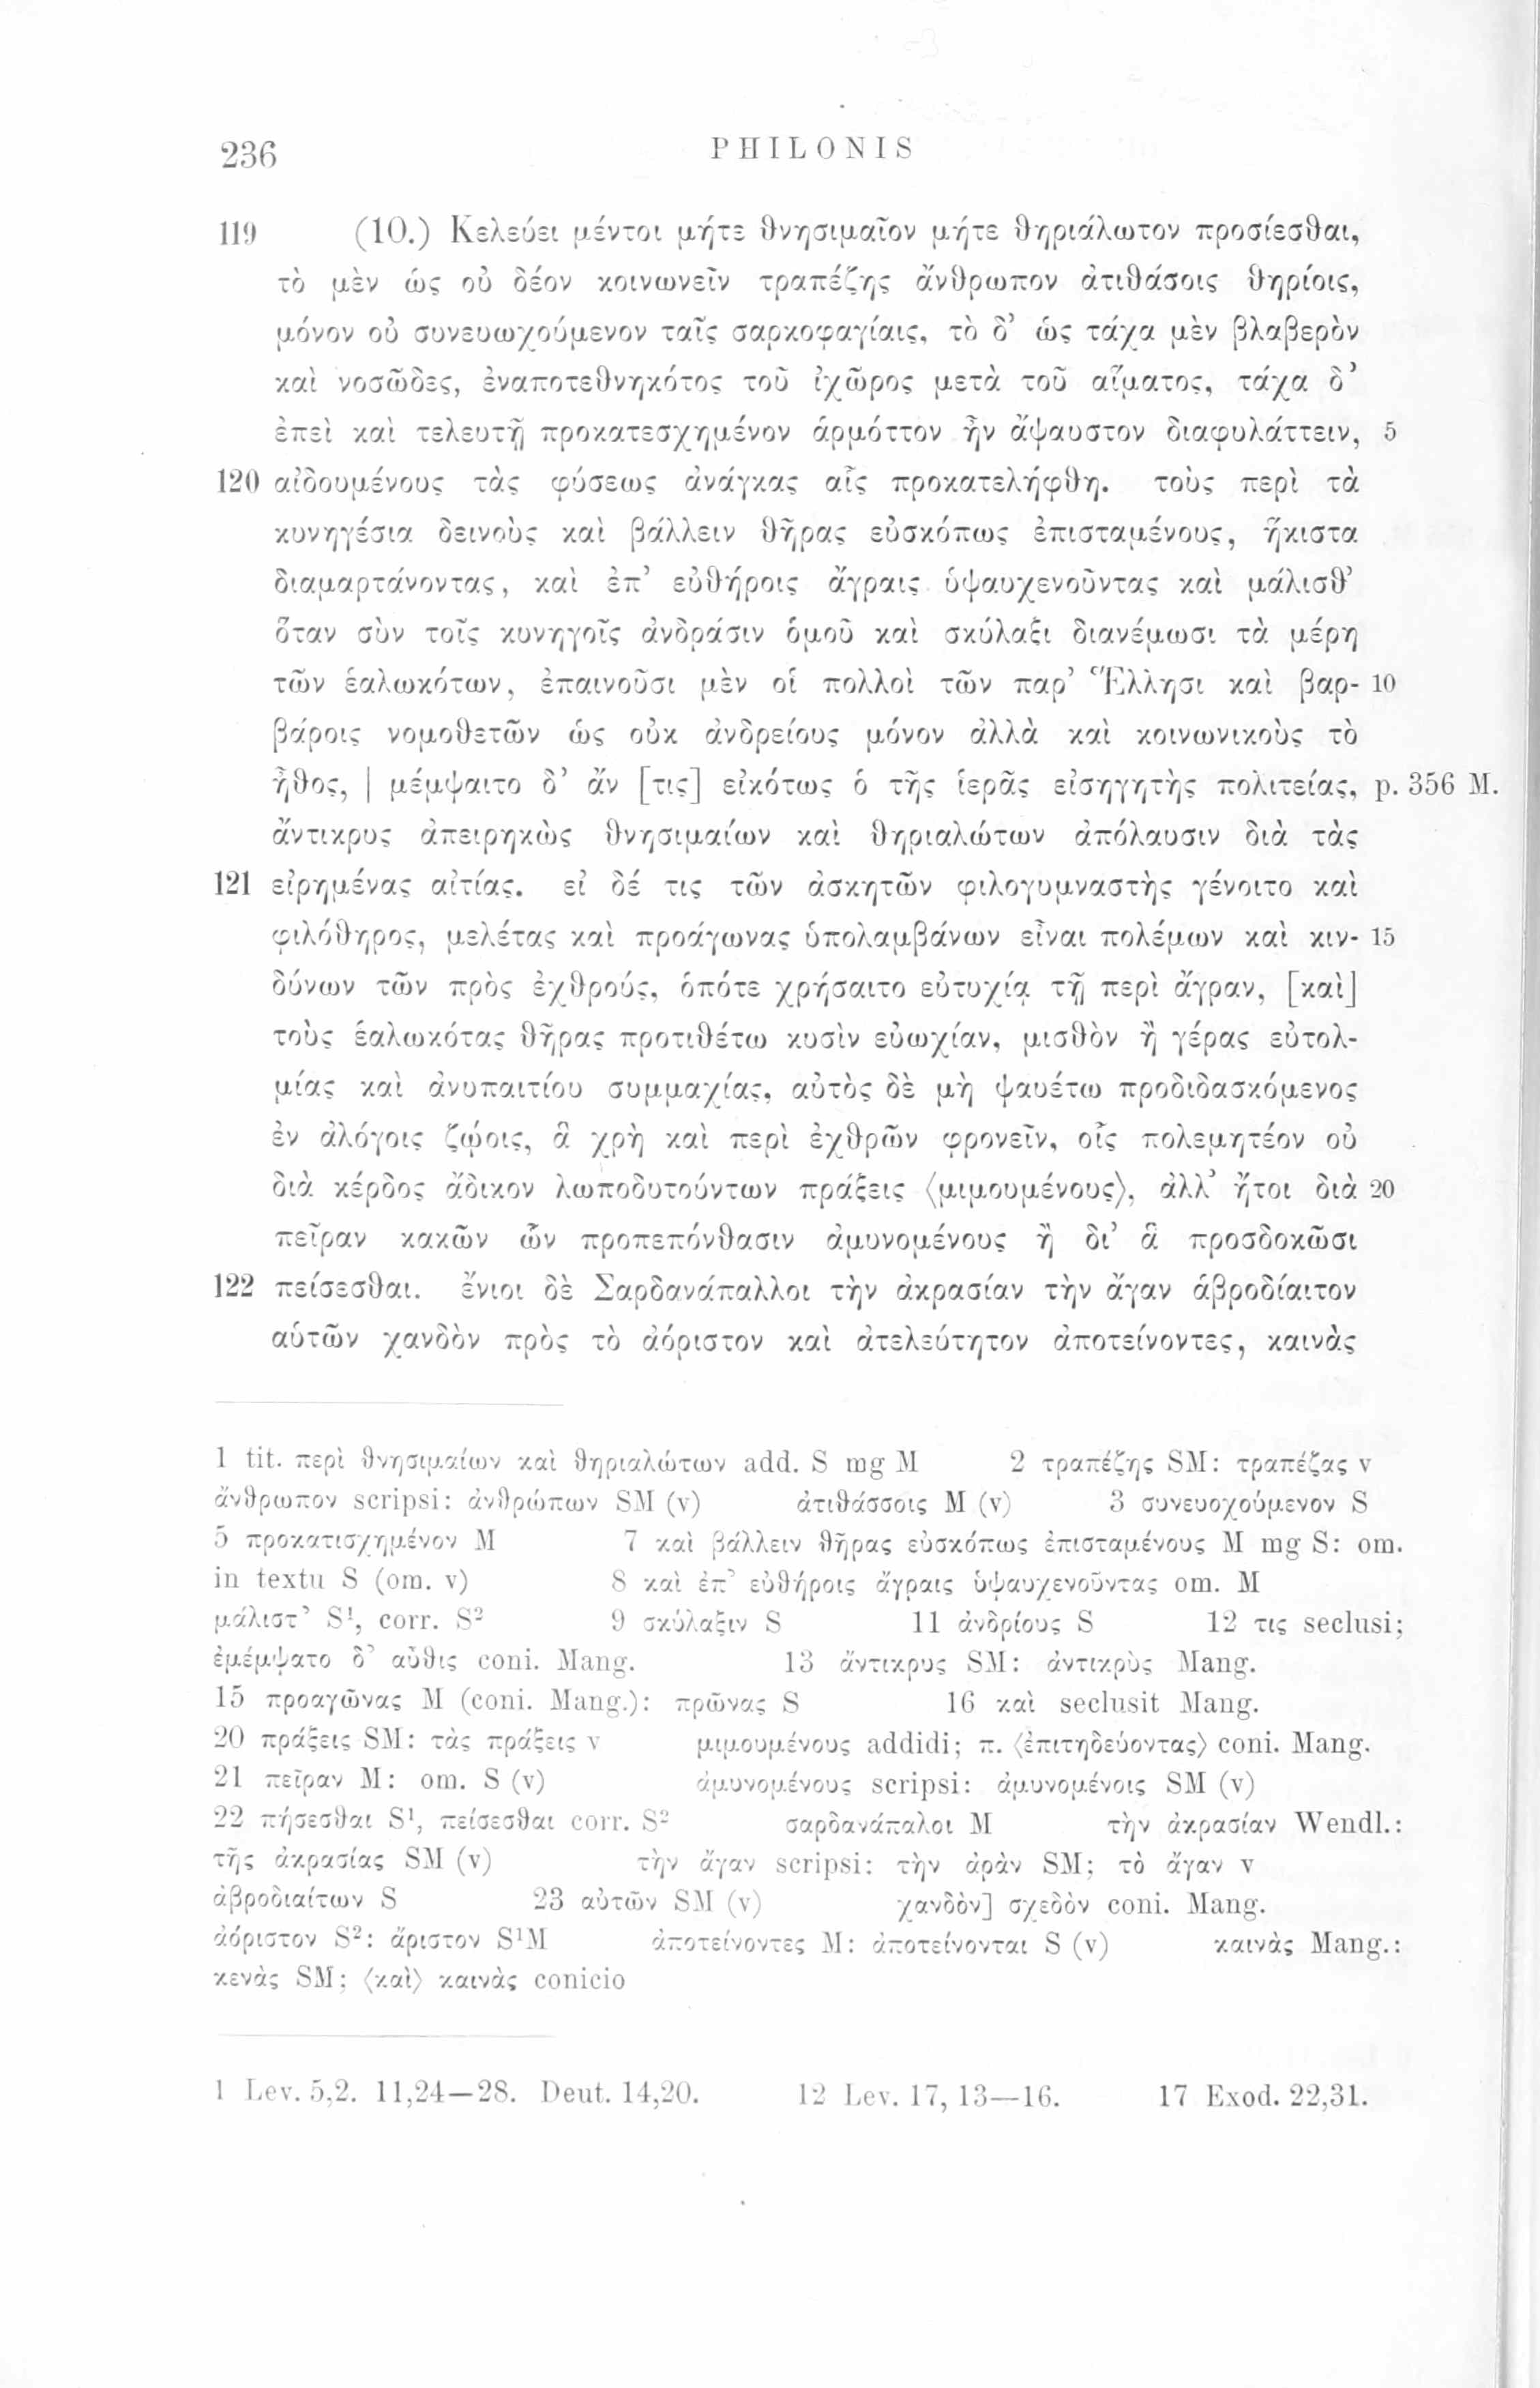 236 PHILONIS
119 (10.) Κελεύει μέντοι μήτε θνησιμαῖον μήτε θηριάλωτον προσίεσθαι,
τὸ μὲν ὡς οὐ δέον κοινωνεῖν τραπέζης ἄνθρωπον ἀτιθάσοις θηρίοις,
μόνον οὐ συνευωχούμενον ταῖς σαρκοφαγίαις, τὸ δ’ ὡς τάχα μὲν βλαβερὸν
καὶ νοσῶδες, ἐναποτεθνηκότος τοῦ ἰχῶρος μετὰ τοῦ αἵματος, τάχα δ’
ἐπεὶ καὶ τελευτῇ προκατεσχημένον ἁρμόττον ἦν ἄψαυστον διαφυλάττειν, 5
120 αἰδουμένους τὰς φύσεως ἀνάγκας αἷς προκατελήφθη. τοὺς περὶ τὰ
κυνηγέσια δεινοὺς καὶ βάλλειν θῆρας εὐσκόπως ἐπισταμένους, ἥκιστα
διαμαρτάνοντας, καὶ ἐπ’ εὐθήροις ἄγραις ὑψαυχενοῦντας καὶ μάλισθ’
ὅταν σὺν τοῖς κυνηγοῖς ἀνδράσιν ὁμοῦ καὶ σκύλαξι διανέμωσι τὰ μέρη
τῶν ἑαλωκότων, ἐπαινοῦσι μὲν οἱ πολλοὶ τῶν παρ’ Ἕλλησι καὶ βαρ- 10
βάροις νομοθετῶν ὡς οὐκ ἀνδρείους μόνον ἀλλὰ καὶ κοινωνικοὺς τὸ
ἦθος, | μέμψαιτο δ’ ἂν [τις] εἰκότως ὁ τῆς ἱερᾶς εἰσηγητὴς πολιτείας, p. 356 M.
ἄντικρυς ἀπειρηκὼς θνησιμαίων καὶ θηριαλώτων ἀπόλαυσιν διὰ τὰς
121 εἰρημένας αἰτίας. εἰ δέ τις τῶν ἀσκητῶν φιλογυμναστὴς γένοιτο καὶ
φιλόθηρος, μελέτας καὶ προάγωνας ὑπολαμβάνων εἶναι πολέμων καὶ κιν- 15
δύνων τῶν πρὸς ἐχθρούς, ὁπότε χρήσαιτο εὐτυχίᾳ τῇ περὶ ἄγραν, [καὶ]
τοὺς ἑαλωκότας θῆρας προτιθέτω κυσὶν εὐωχίαν, μισθὸν ἢ γέρας εὐτολ-
μίας καὶ ἀνυπαιτίου συμμαχίας, αὐτὸς δὲ μὴ ψαυέτω προδιδασκόμενος
ἐν ἀλόγοις ζῴοις, ἃ χρὴ καὶ περὶ ἐχθρῶν φρονεῖν, οἷς πολεμητέον οὐ
διὰ κέρδος ἄδικον λωποδυτούντων πράξεις ⟨μιμουμένους⟩, ἀλλ’ ἤτοι διὰ 20
πεῖραν κακῶν ὧν προπεπόνθασιν ἀμυνομένους ἢ δι’ ἃ προσδοκῶσι
122 πείσεσθαι. ἔνιοι δὲ Σαρδανάπαλλοι τὴν ἀκρασίαν τὴν ἄγαν ἁβροδίαιτον
αὑτῶν χανδὸν πρὸς τὸ ἀόριστον καὶ ἀτελεύτητον ἀποτείνοντες, καινὰς
1 tit. περὶ θνησιμαίων καὶ θηριαλώτων add. S mg M 2 τραπέζης SM: τραπέζας v
ἄνθρωπον scripsi: ἀνθρώπων SM (v) ἀτιθάσσοις M (v) 3 συνευοχούμενον S
5 προκατισχημένον M 7 καὶ βάλλειν θῆρας εὐσκόπως ἐπισταμένους M mg S: om.
in textu S (om. v) 8 καὶ ἐπ’ εὐθήροις ἄγραις ὑψαυχενοῦντας om. M
μάλιστ’ S¹, corr. S² 9 σκύλαξιν S 11 ἀνδρίους S 12 τις seclusi;
ἐμέμψατο δ’ αὖθις coni. Mang. 13 ἄντικρυς SM: ἀντικρὺς Mang.
15 προαγῶνας M (coni. Mang.): πρῶνας S 16 καὶ seclusit Mang.
20 πράξεις SM: τὰς πράξεις v μιμουμένους addidi; π. ⟨ἐπιτηδεύοντας⟩ coni. Mang.
21 πεῖραν M: om. S (v) ἀμυνομένους scripsi: ἀμυνομένοις SM (v)
22 πήσεσθαι S¹, πείσεσθαι corr. S² σαρδανάπαλοι M τὴν ἀκρασίαν Wendl.:
τῆς ἀκρασίας SM (v) τὴν ἄγαν scripsi: τὴν ἀρὰν SM; τὸ ἄγαν v
ἁβροδιαίτων S 23 αὐτῶν SM (v) χανδὸν] σχεδὸν coni. Mang.
ἀόριστον S²: ἄριστον S¹M ἀποτείνοντες M: ἀποτείνονται S (v) καινὰς Mang.:
κενὰς SM; ⟨καὶ⟩ καινὰς conicio
1 Lev. 5,2. 11,24—28. Deut. 14,20. 12 Lev. 17, 13—16. 17 Exod. 22,31.